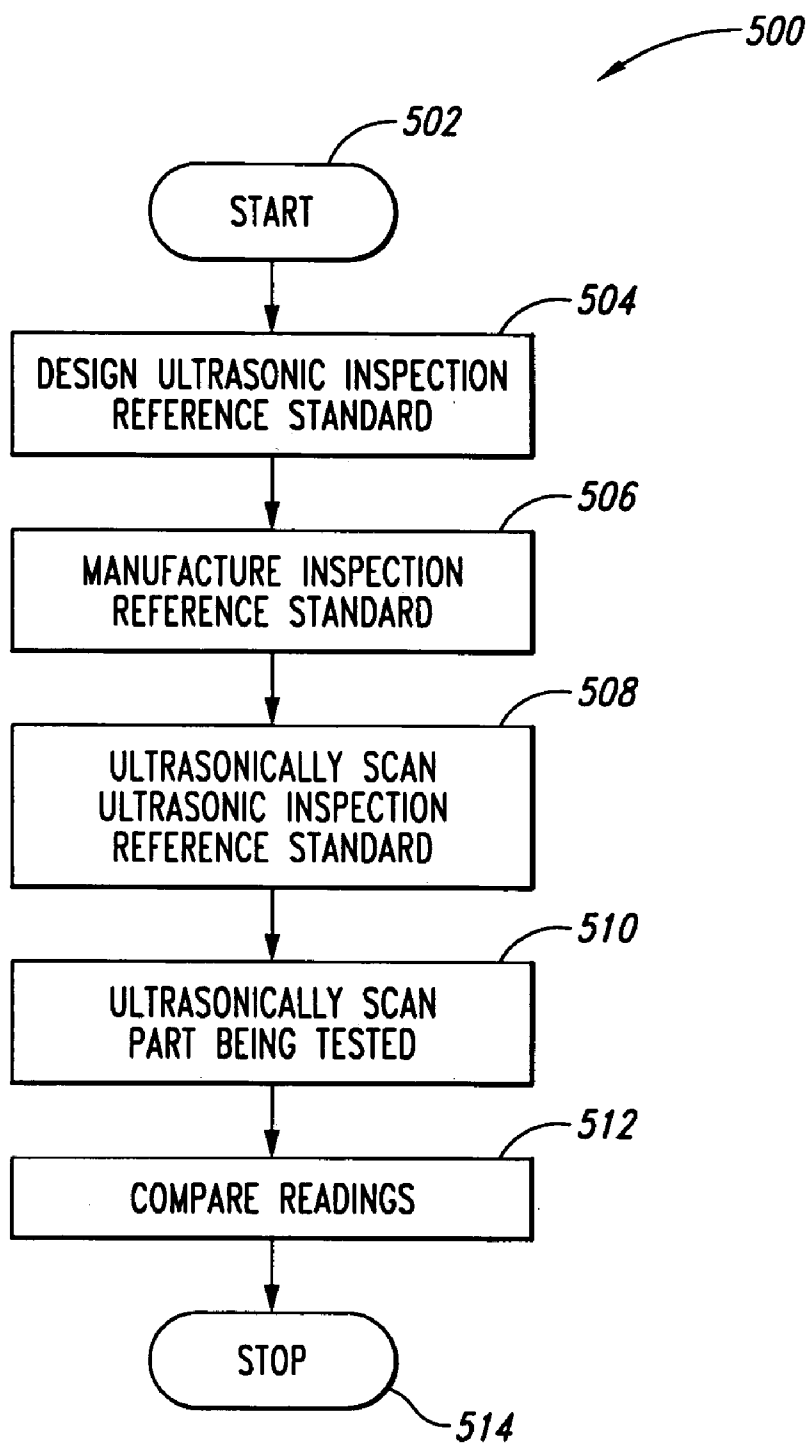 500
502
START
504
DESIGN ULTRASONIC INSPECTION
REFERENCE STANDARD
506
MANUFACTURE INSPECTION
REFERENCE STANDARD
508
ULTRASONICALLY SCAN
ULTRASONIC INSPECTION
REFERENCE STANDARD
510
ULTRASONICALLY SCAN
PART BEING TESTED
512
COMPARE READINGS
STOP
514